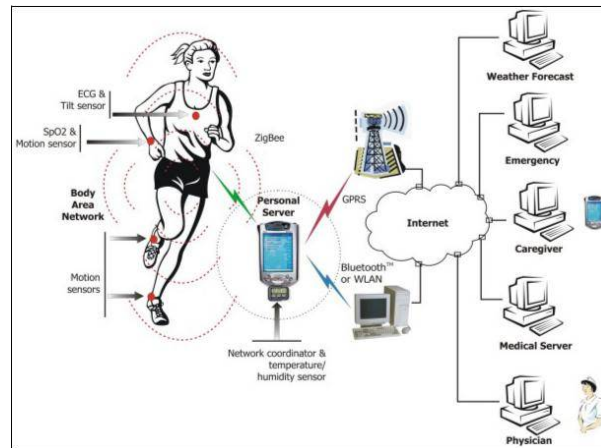 ECG &
Tilt sensor
SpO2 &
Motion sensor
ZigBee
Body
Area
Network
Personal
Server
Motion
sensors
Network coordinator &
temperature/
humidity sensor
GPRS
Bluetooth™
or WLAN
Internet
Weather Forecast
Emergency
Caregiver
Medical Server
Physician